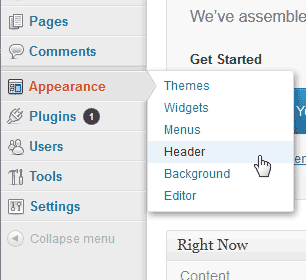 Pages
Comments
Appearance
Plugins 1
Users
Tools
Settings
Collapse menu
We've assemble
Get Started
Themes
Widgets
Menus
Header
Background
Editor
Right Now
Content